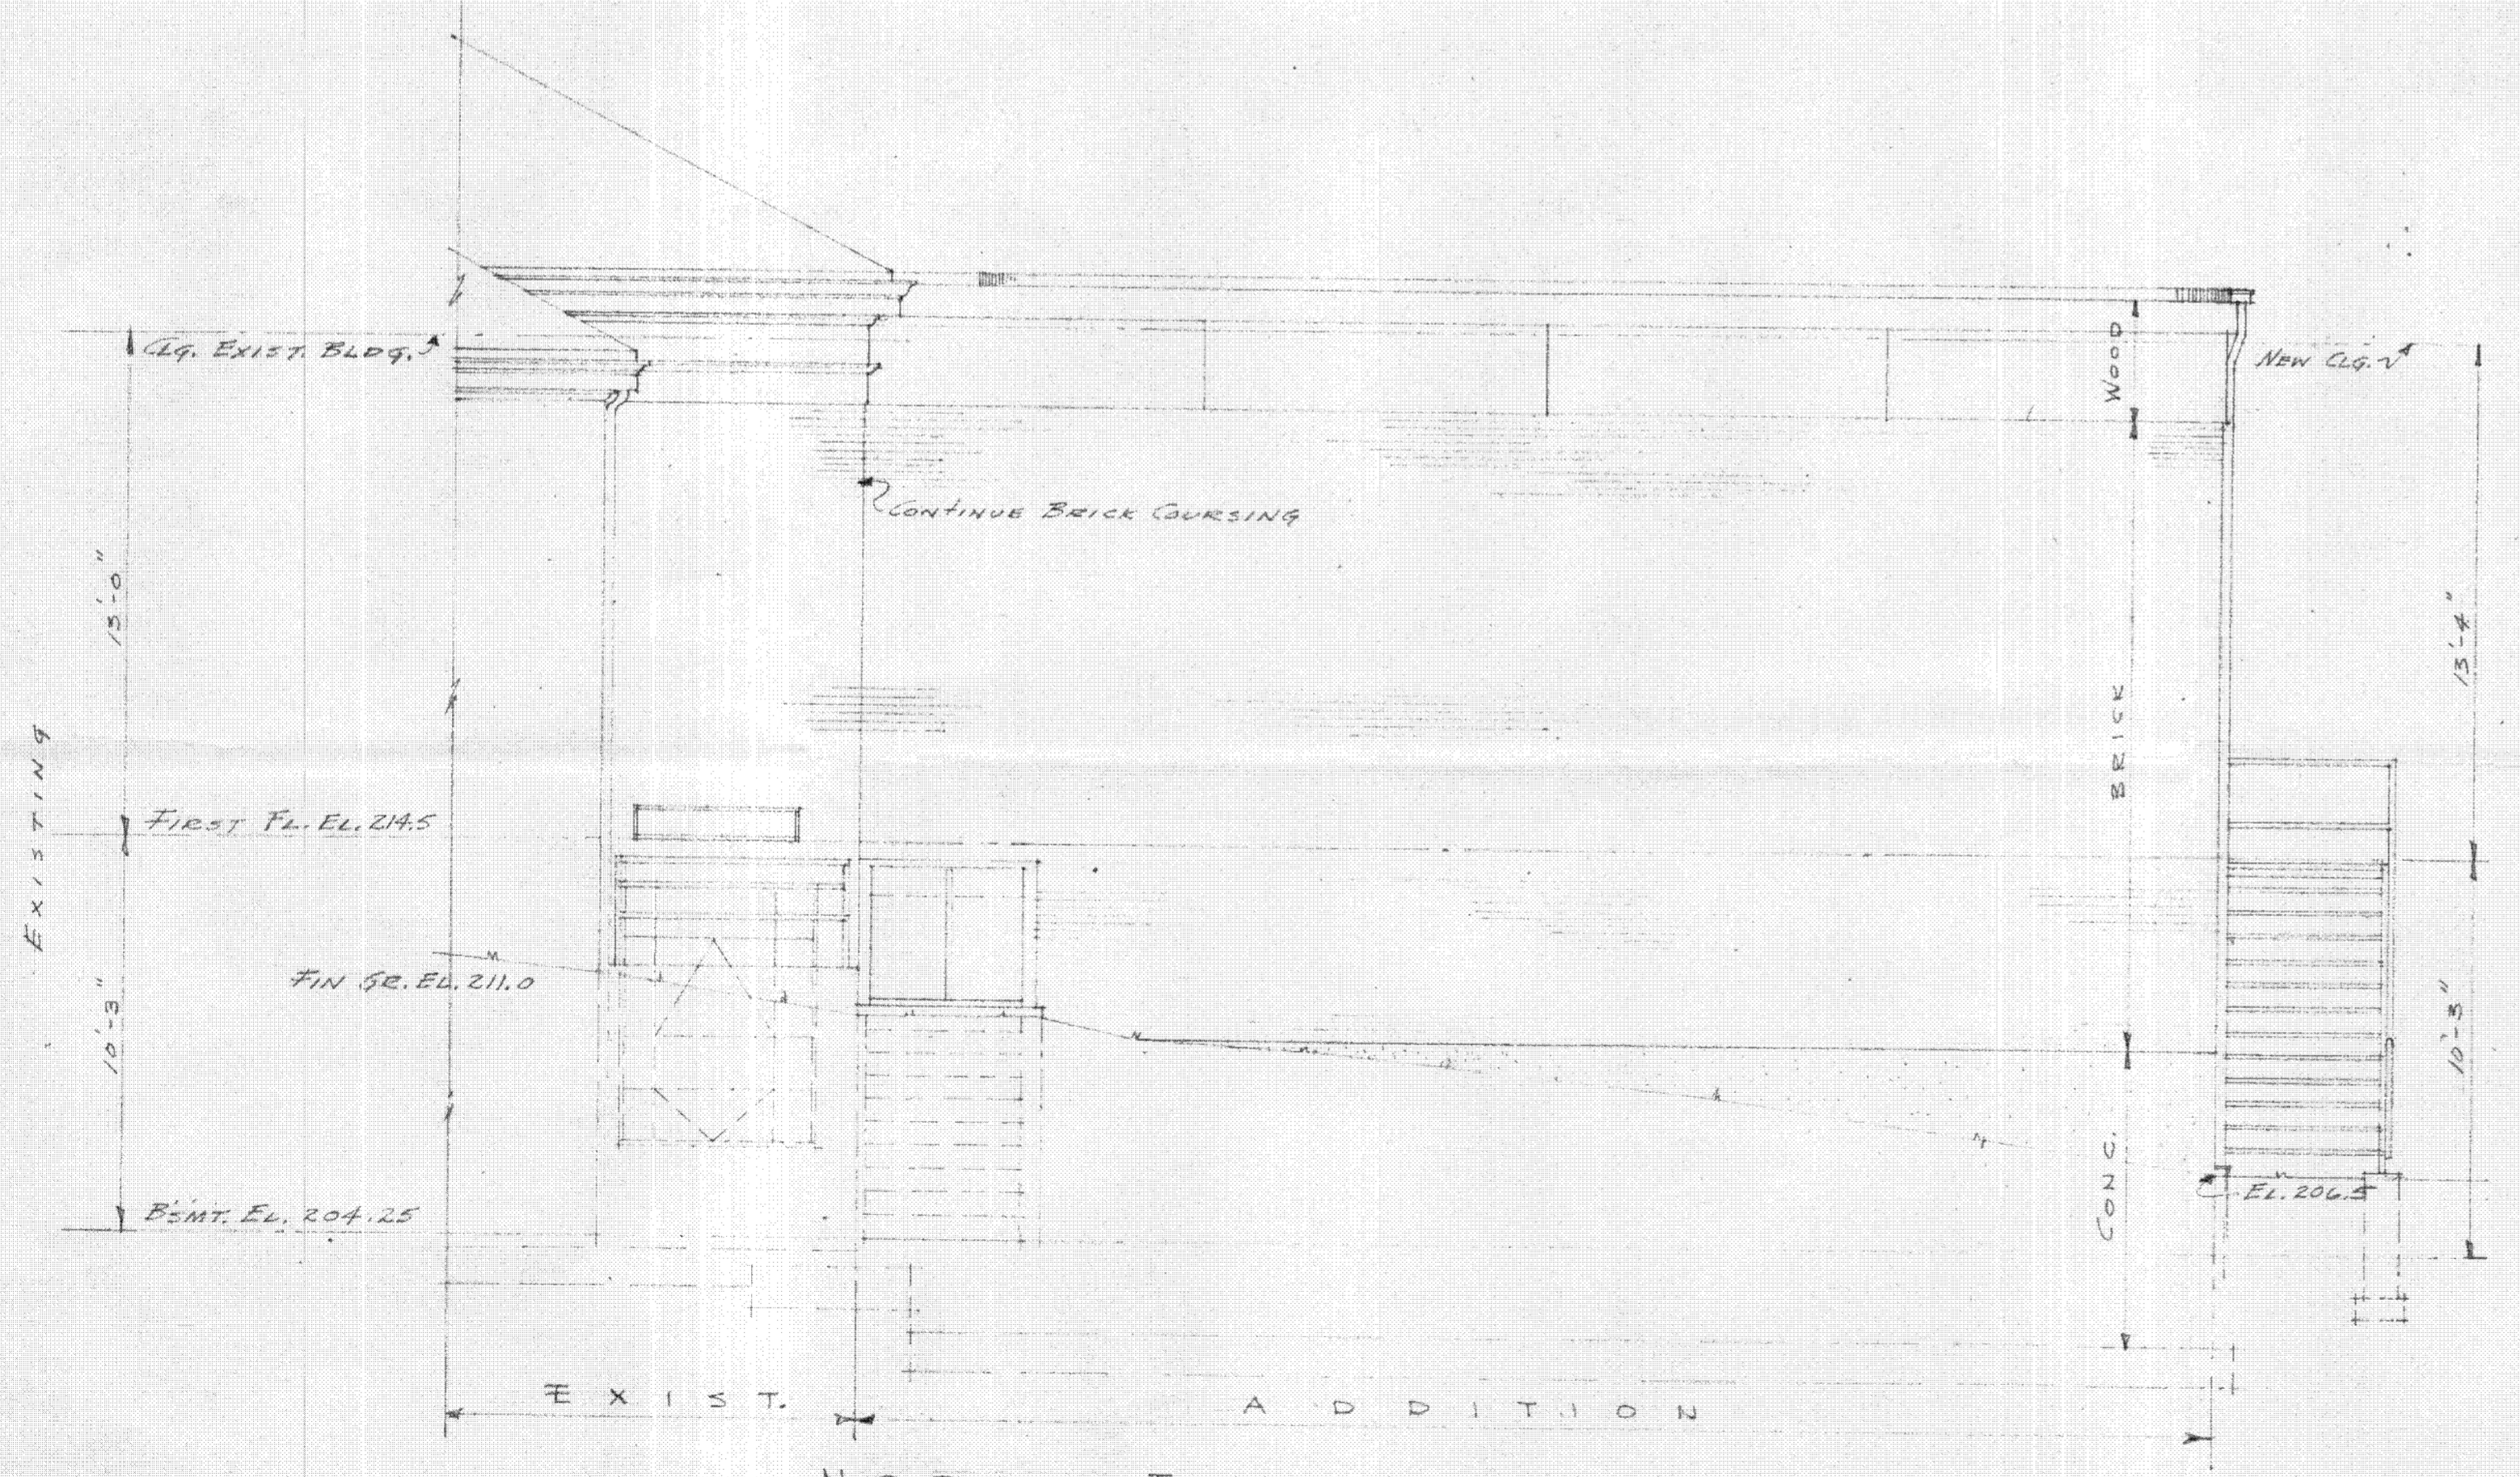 CLG. EXIST. BLDG.
NEW CLG.
WOOD
CONTINUE BRICK COURSING
13'-0"
13'-4"
BRICK
EXISTING
FIRST FL. EL. 214.5
FIN GR. EL. 211.0
10'-3"
10'-3"
CONC.
EL. 206.5
BSMT. EL. 204.25
EXIST.
ADDITION